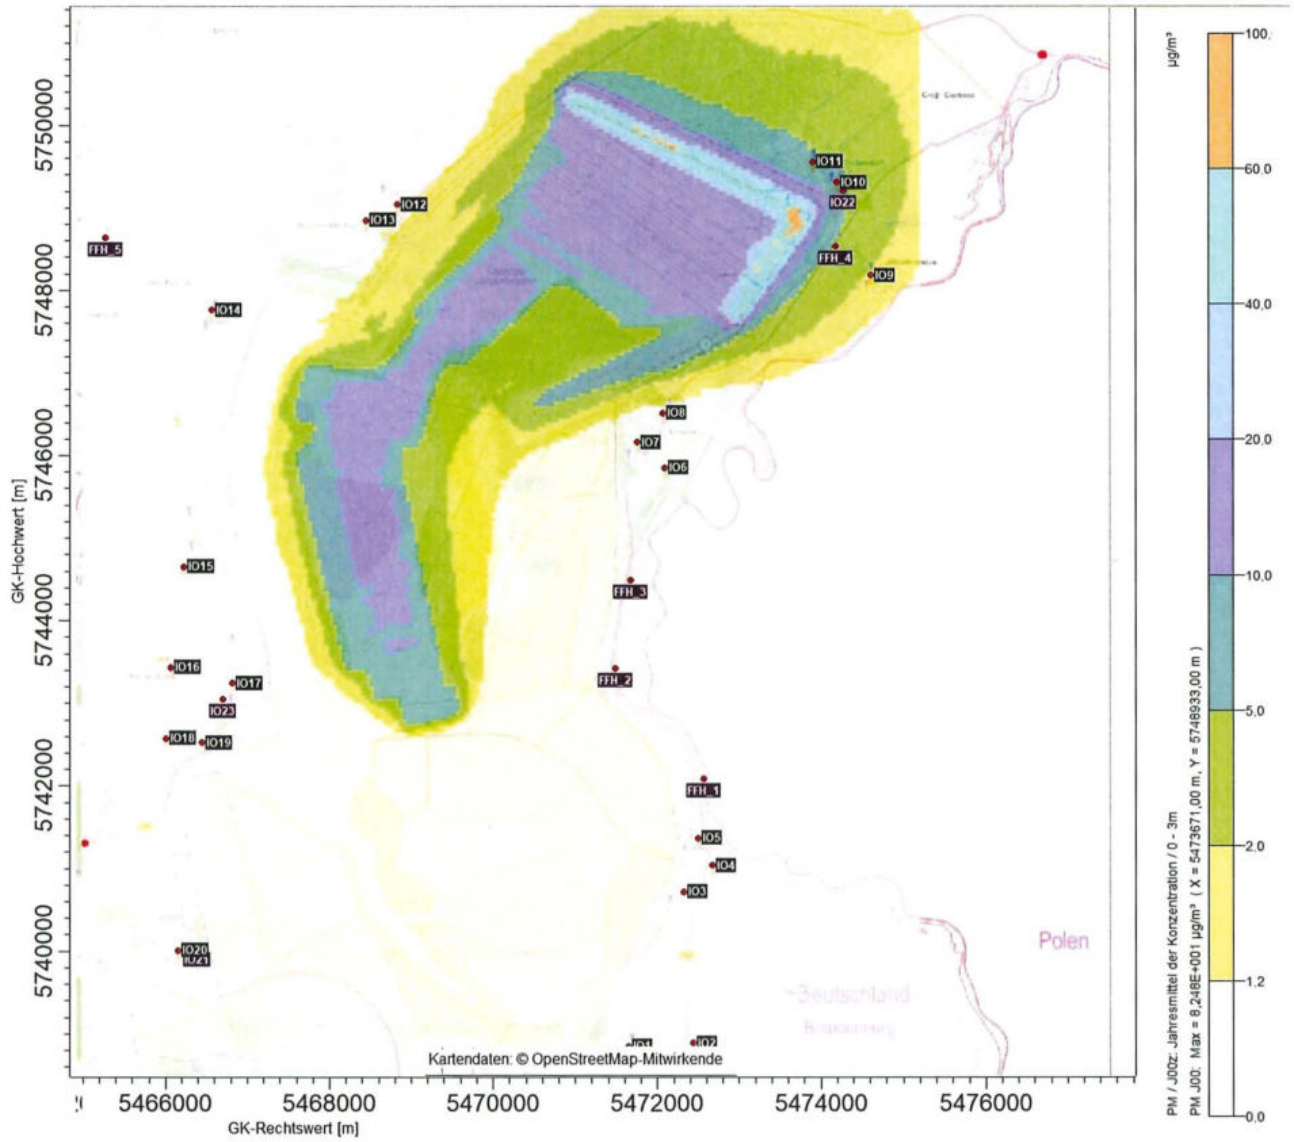 µg/m³
100,
60,0
40,0
20,0
10,0
5,0
2,0
1,2
0,0
PM / J00z: Jahresmittel der Konzentration / 0 - 3m
PM J00: Max = 8,248E+001 µg/m³ ( X = 5473671,00 m, Y = 5748933,00 m )
GK-Hochwert [m]
5750000
5748000
5746000
5744000
5742000
5740000
IO11
IO10
IO22
IO12
IO13
FFH_5
FFH_4
IO9
IO14
IO8
IO7
IO6
IO15
FFH_3
IO16
IO17
FFH_2
IO23
IO18
IO19
FFH_1
IO5
IO4
IO3
IO20
IO21
IO1
IO2
Polen
Deutschland
Kartendaten: © OpenStreetMap-Mitwirkende
5466000
5468000
5470000
5472000
5474000
5476000
GK-Rechtswert [m]